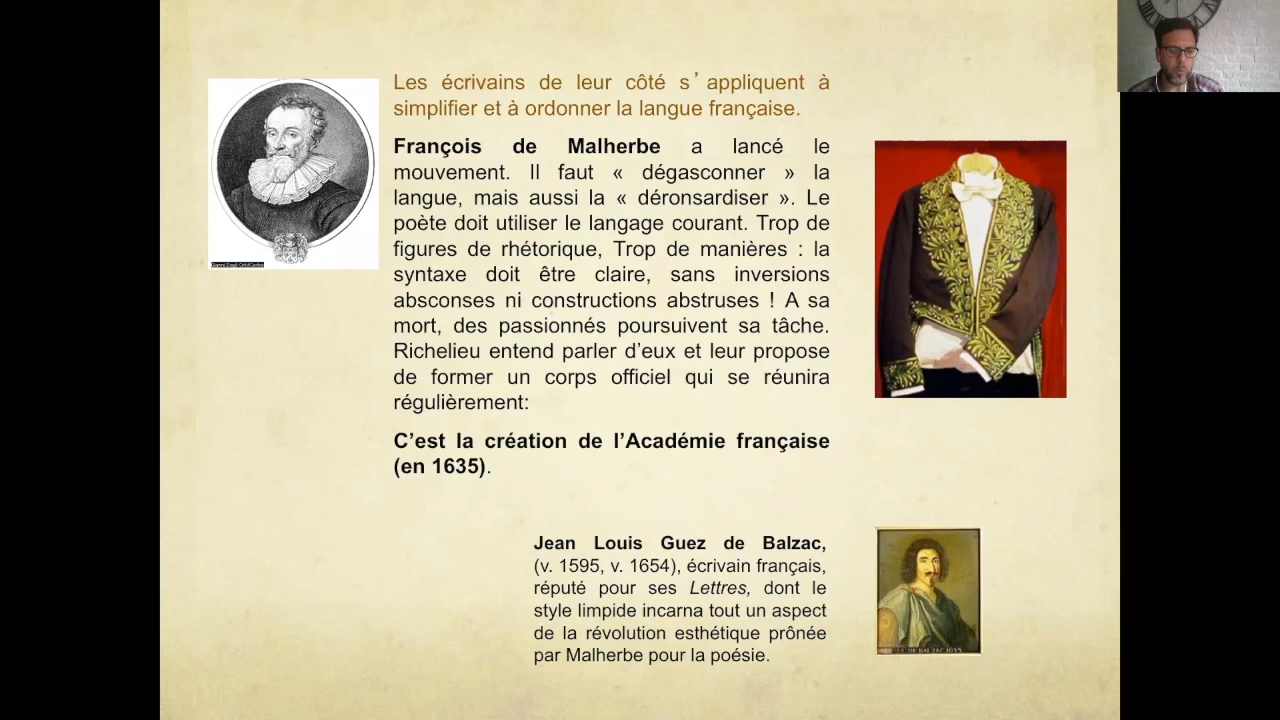 Les écrivains de leur côté s’appliquent à
simplifier et à ordonner la langue française.
François de Malherbe a lancé le
mouvement. Il faut « dégasconner » la
langue, mais aussi la « déronsardiser ». Le
poète doit utiliser le langage courant. Trop de
figures de rhétorique, Trop de manières : la
syntaxe doit être claire, sans inversions
absconses ni constructions abstruses ! A sa
mort, des passionnés poursuivent sa tâche.
Richelieu entend parler d’eux et leur propose
de former un corps officiel qui se réunira
régulièrement:
C’est la création de l’Académie française
(en 1635).
Jean Louis Guez de Balzac,
(v. 1595, v. 1654), écrivain français,
réputé pour ses Lettres, dont le
style limpide incarna tout un aspect
de la révolution esthétique prônée
par Malherbe pour la poésie.